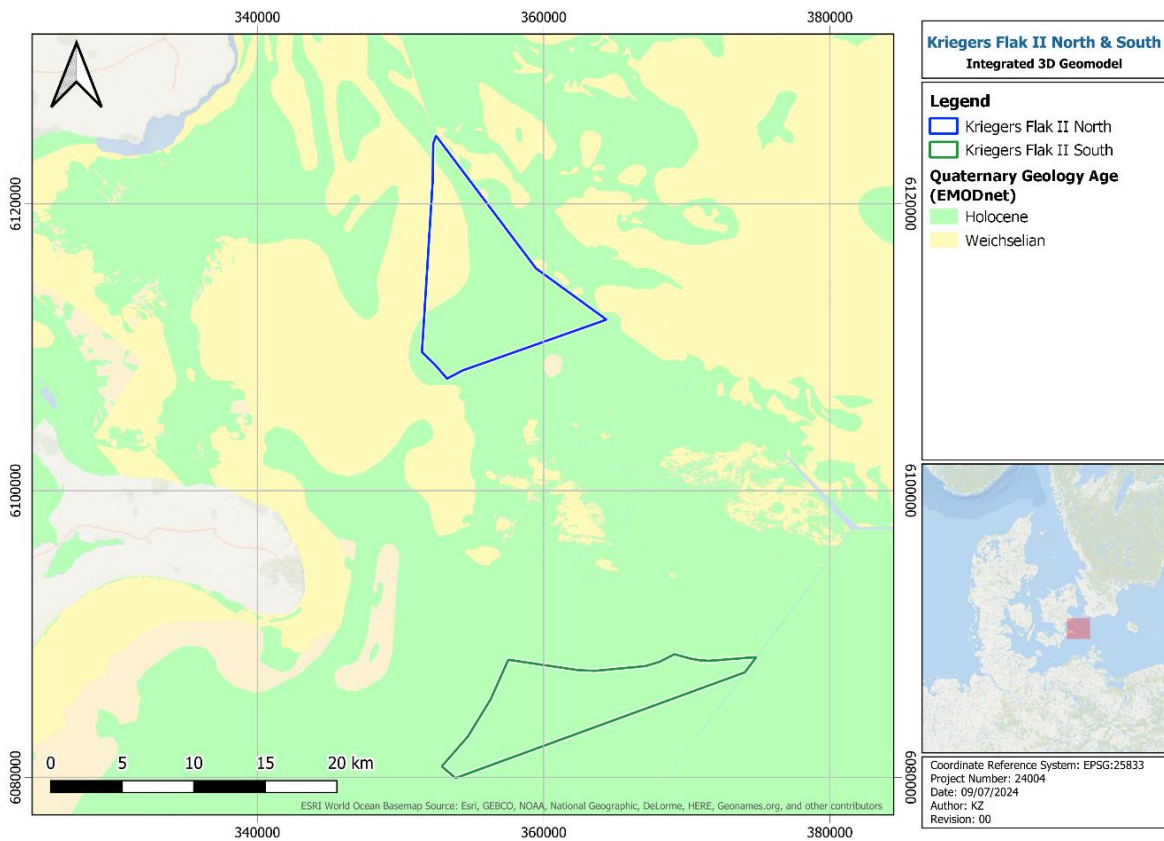 340000
360000
380000
6120000
6100000
6080000
6120000
6100000
6080000
0 5 10 15 20 km
ESRI World Ocean Basemap Source: Esri, GEBCO, NOAA, National Geographic, DeLorme, HERE, Geonames.org, and other contributors
340000
360000
380000
Kriegers Flak II North & South
Integrated 3D Geomodel
Legend
Kriegers Flak II North
Kriegers Flak II South
Quaternary Geology Age
(EMODnet)
Holocene
Weichselian
Coordinate Reference System: EPSG:25833
Project Number: 24004
Date: 09/07/2024
Author: KZ
Revision: 00